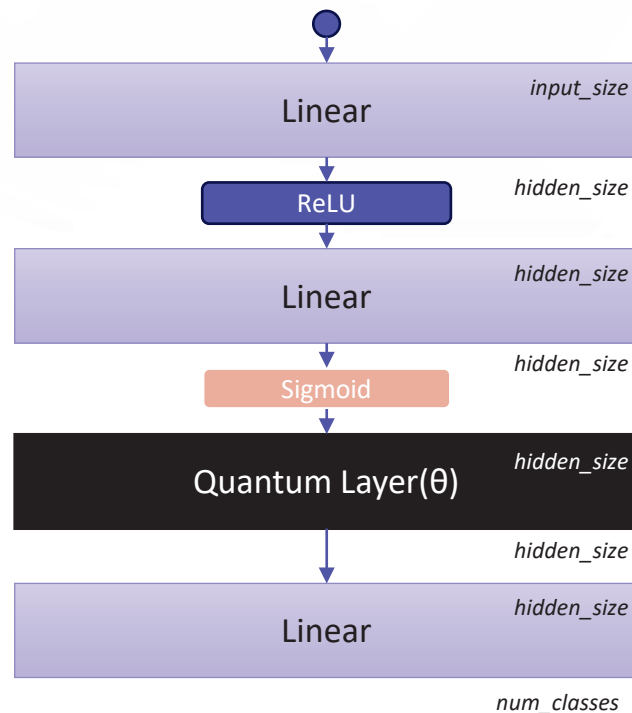 input_size
Linear
hidden_size
ReLU
hidden_size
Linear
hidden_size
Sigmoid
hidden_size
Quantum Layer(θ)
hidden_size
hidden_size
Linear
num_classes